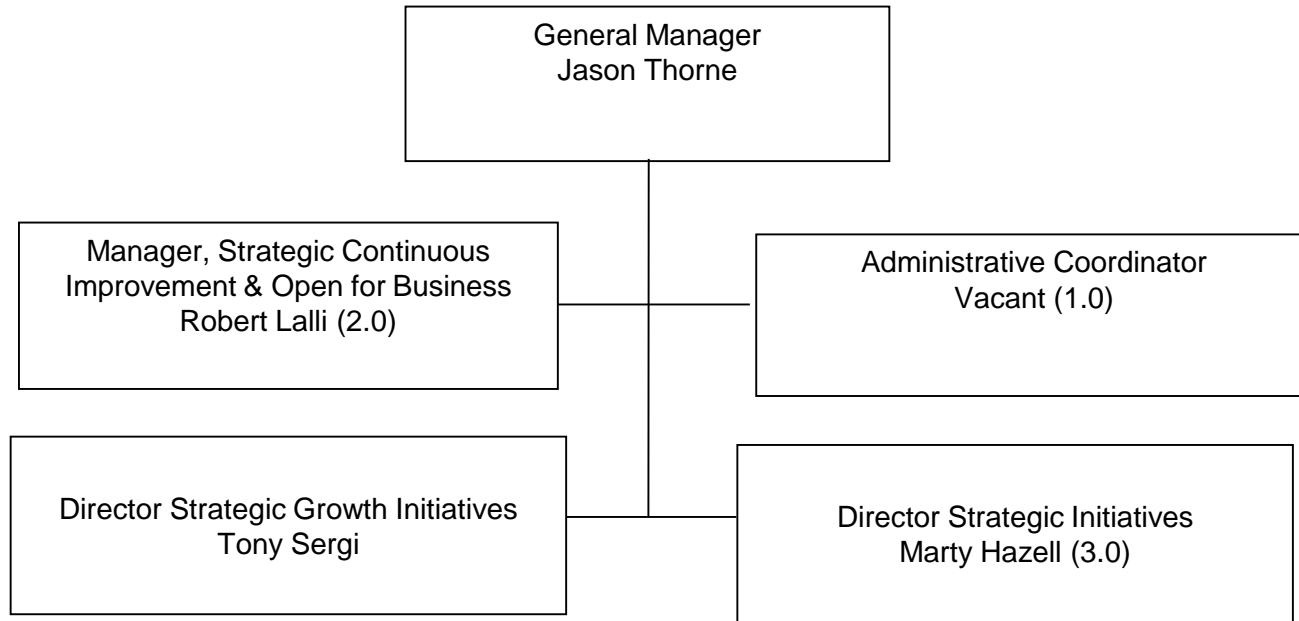 General Manager
Jason Thorne
Manager, Strategic Continuous
Improvement & Open for Business
Robert Lalli (2.0)
Administrative Coordinator
Vacant (1.0)
Director Strategic Growth Initiatives
Tony Sergi
Director Strategic Initiatives
Marty Hazell (3.0)